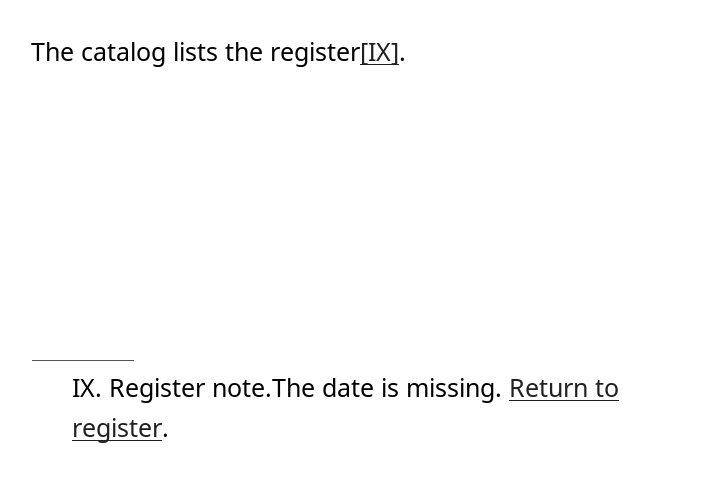 The catalog lists the register[IX].
IX. Register note.The date is missing. Return to
register.